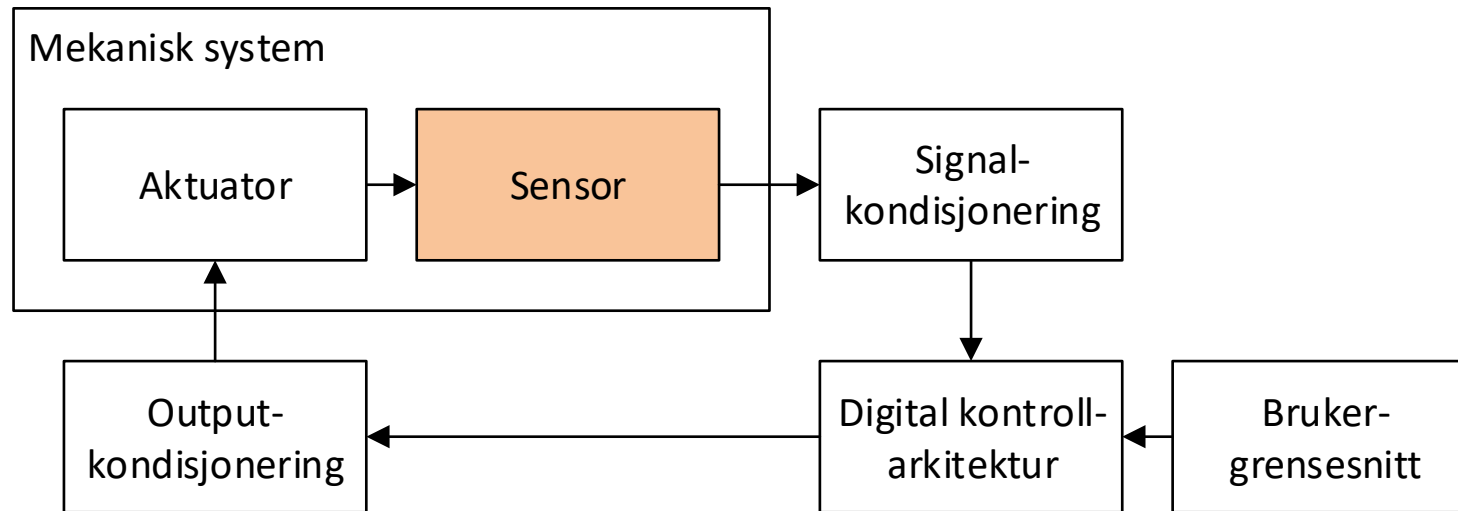 Mekanisk system
Aktuator
Sensor
Signal-
kondisjonering
Output-
kondisjonering
Digital kontroll-
arkitektur
Bruker-
grensesnitt